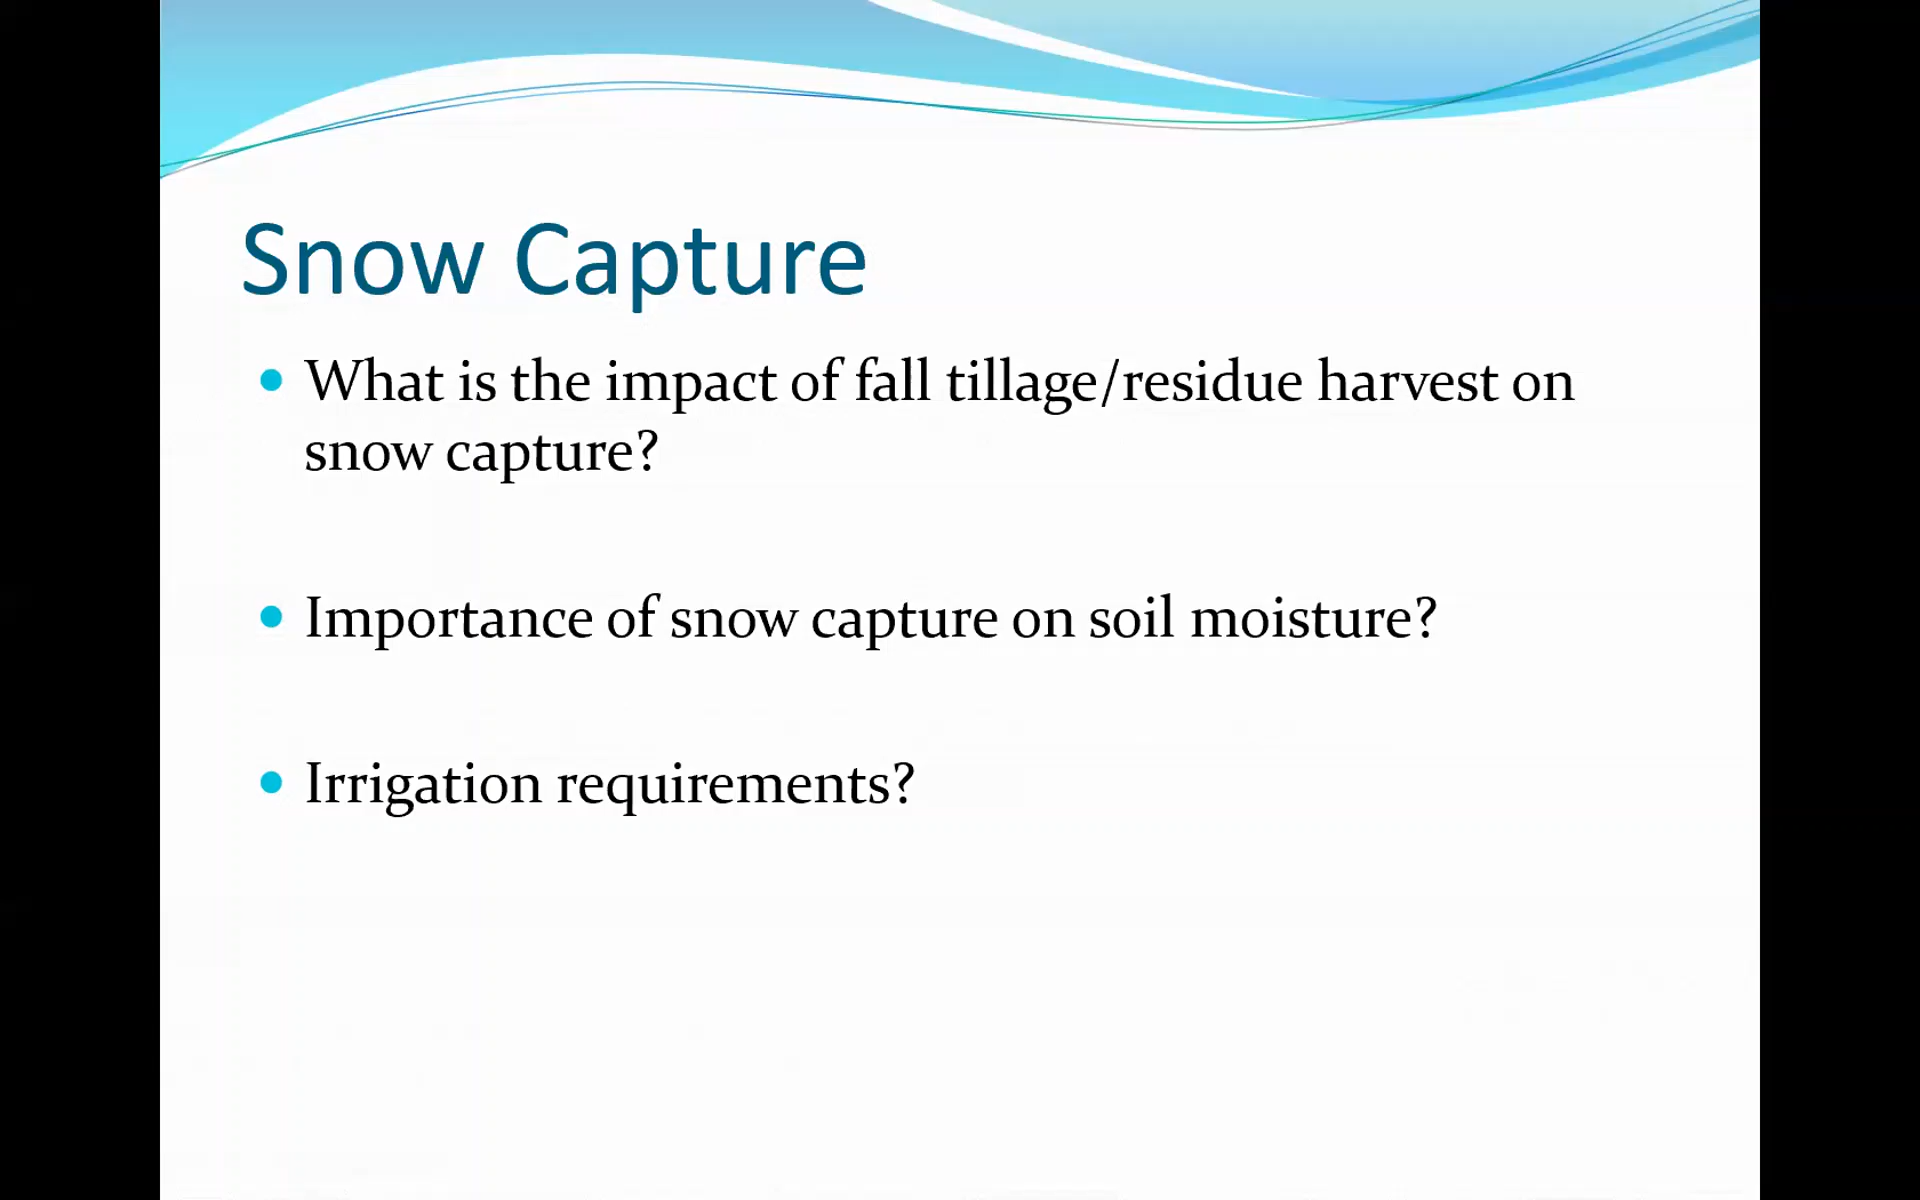 Snow Capture
• What is the impact of fall tillage/residue harvest on
snow capture?
• Importance of snow capture on soil moisture?
• Irrigation requirements?